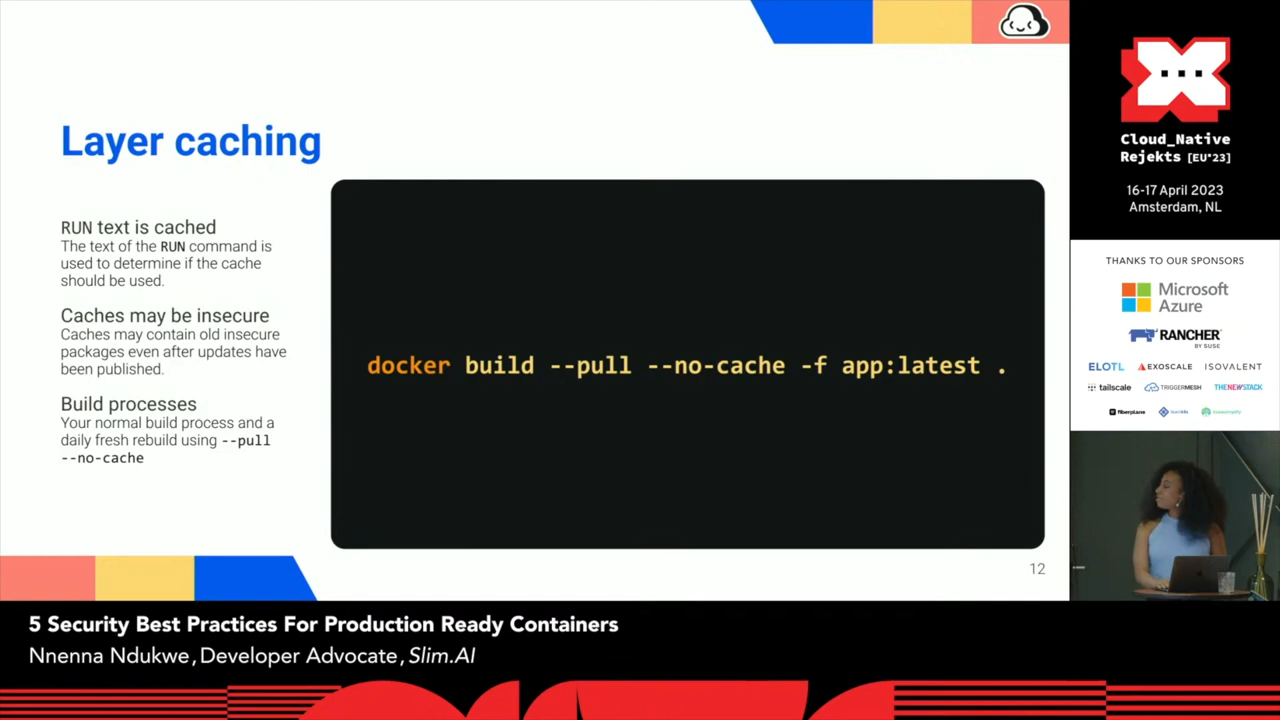 Layer caching
RUN text is cached
The text of the RUN command is
used to determine if the cache
should be used.
Caches may be insecure
Caches may contain old insecure
packages even after updates have
been published.
Build processes
Your normal build process and a
daily fresh rebuild using --pull
--no-cache
docker build --pull --no-cache -f app:latest .
12
Cloud_Native
Rejekts [EU'23]
16-17 April 2023
Amsterdam, NL
THANKS TO OUR SPONSORS
Microsoft
Azure
RANCHER
BY SUSE
ELOTL EXOSCALE ISOVALENT
tailscale TRIGGERMESH THENEWSTACK
fiberplane
5 Security Best Practices For Production Ready Containers
Nnenna Ndukwe, Developer Advocate, Slim.AI